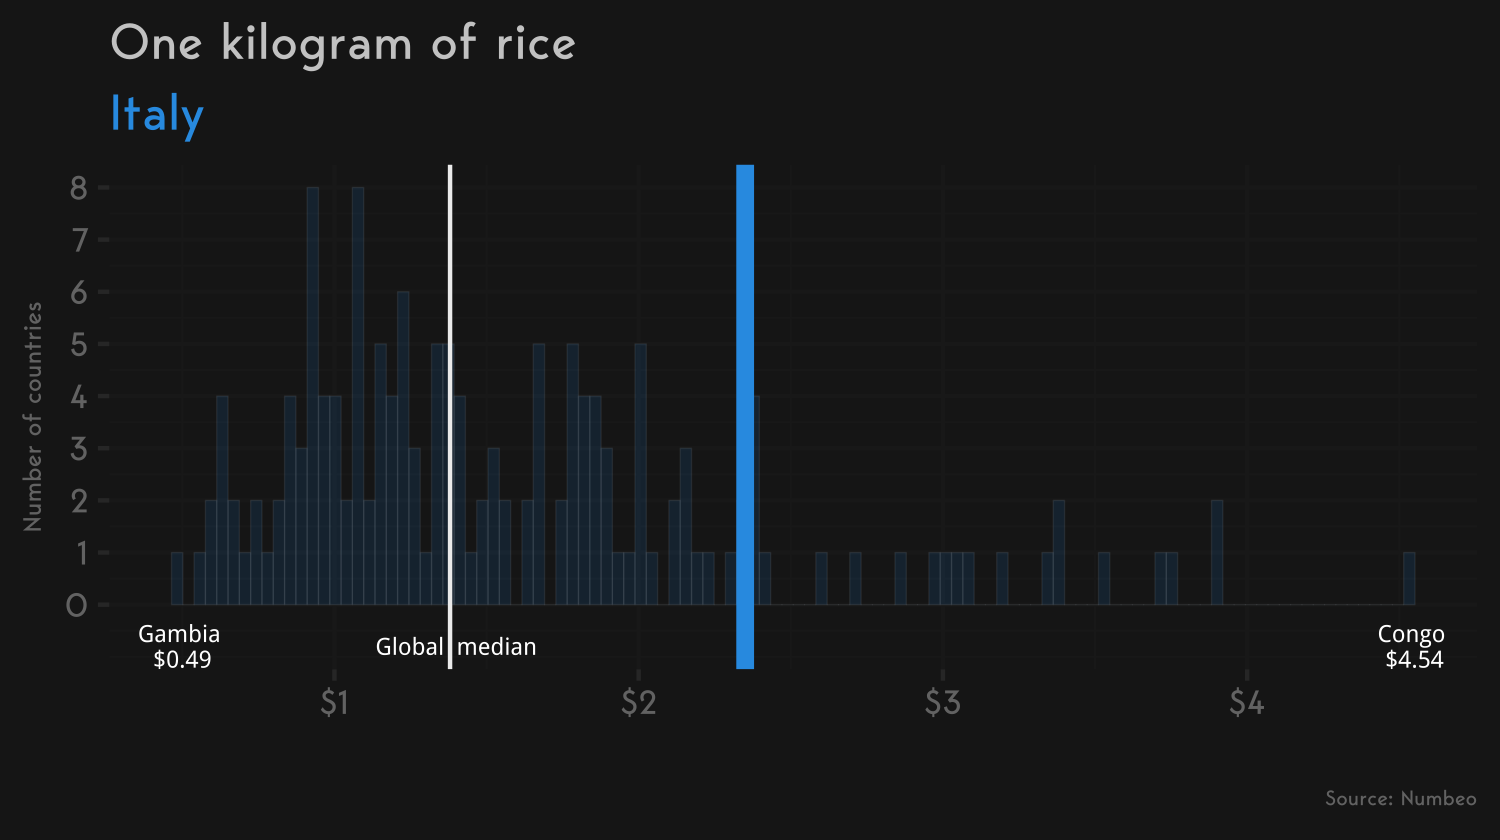 One kilogram of rice
Italy
Number of countries
8
7
6
5
4
3
2
1
0
Gambia
$0.49
Global median
Congo
$4.54
$1
$2
$3
$4
Source: Numbeo